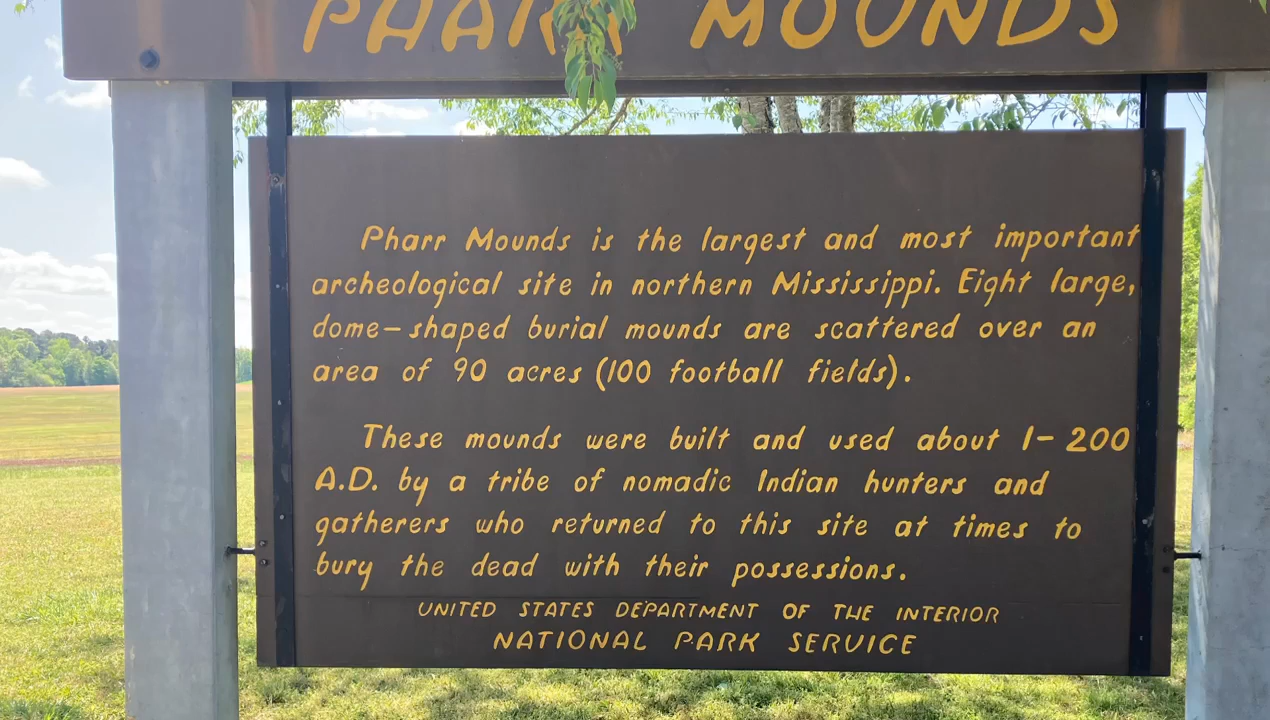 PHARR MOUNDS
Pharr Mounds is the largest and most important
archeological site in northern Mississippi. Eight large,
dome-shaped burial mounds are scattered over an
area of 90 acres (100 football fields).
These mounds were built and used about 1-200
A.D. by a tribe of nomadic Indian hunters and
gatherers who returned to this site at times to
bury the dead with their possessions.
UNITED STATES DEPARTMENT OF THE INTERIOR
NATIONAL PARK SERVICE